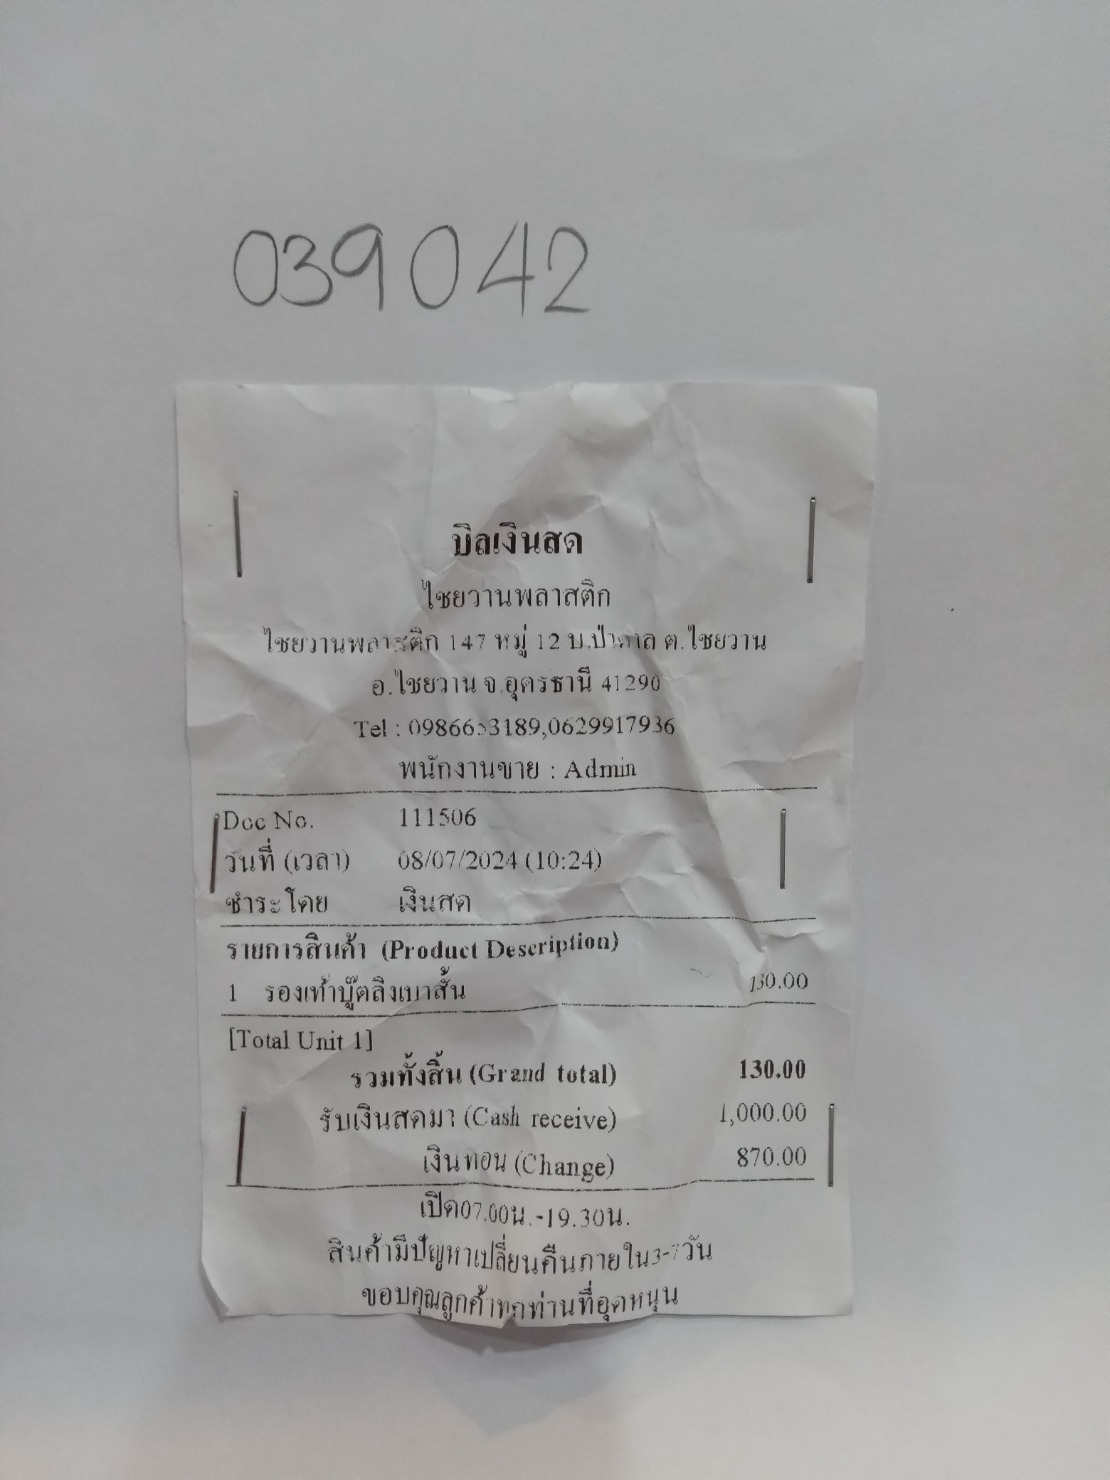 039042
บิลเงินสด
ไชยวานพลาสติก
ไชยวานพลาสติก 147 หมู่ 12 บ.ป่าตาล ต.ไชยวาน
อ.ไชยวาน จ.อุดรธานี 41290
Tel : 0986653189,0629917936
พนักงานขาย : Admin
Doc No. 111506
วันที่ (เวลา) 08/07/2024 (10:24)
ชำระโดย เงินสด
รายการสินค้า (Product Description)
1 รองเท้าบู๊ตลิงเบาสั้น 130.00
[Total Unit 1]
รวมทั้งสิ้น (Grand total) 130.00
รับเงินสดมา (Cash receive) 1,000.00
เงินทอน (Change) 870.00
เปิด07.00น.-19.30น.
สินค้ามีปัญหาเปลี่ยนคืนภายใน3-7วัน
ขอบคุณลูกค้าทุกท่านที่อุดหนุน